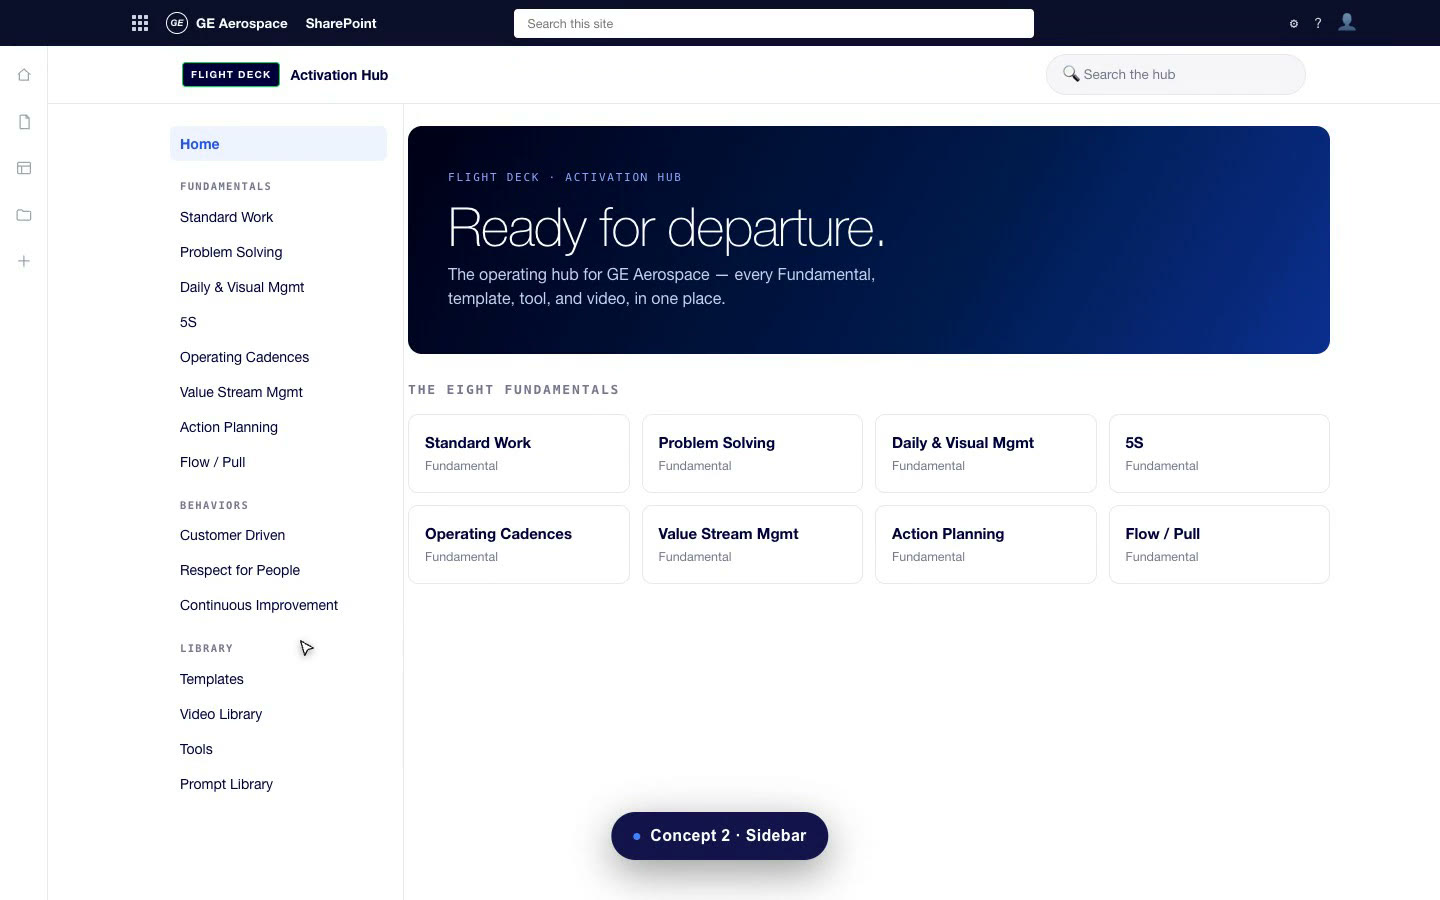 GE GE Aerospace SharePoint
Search this site
?
FLIGHT DECK Activation Hub
Search the hub
Home
FUNDAMENTALS
Standard Work
Problem Solving
Daily & Visual Mgmt
5S
Operating Cadences
Value Stream Mgmt
Action Planning
Flow / Pull
BEHAVIORS
Customer Driven
Respect for People
Continuous Improvement
LIBRARY
Templates
Video Library
Tools
Prompt Library
FLIGHT DECK · ACTIVATION HUB
Ready for departure.
The operating hub for GE Aerospace — every Fundamental,
template, tool, and video, in one place.
THE EIGHT FUNDAMENTALS
Standard Work
Fundamental
Problem Solving
Fundamental
Daily & Visual Mgmt
Fundamental
5S
Fundamental
Operating Cadences
Fundamental
Value Stream Mgmt
Fundamental
Action Planning
Fundamental
Flow / Pull
Fundamental
Concept 2 · Sidebar